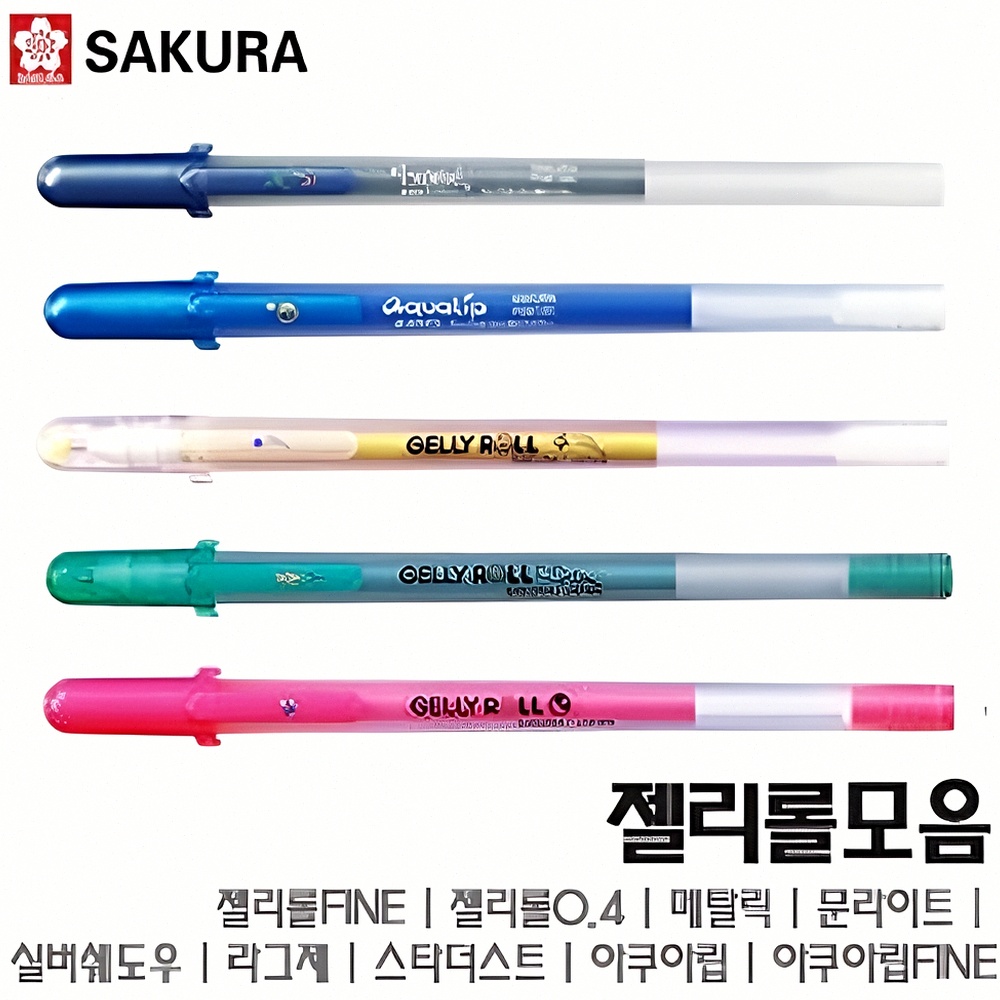 SAKURA
aqualip
GELLY ROLL
GELLY ROLL
GELLY ROLL
젤리롤모음
젤리롤FINE | 젤리롤0.4 | 메탈릭 | 문라이트 |
실버쉐도우 | 라그제 | 스타더스트 | 아쿠아립 | 아쿠아립FINE